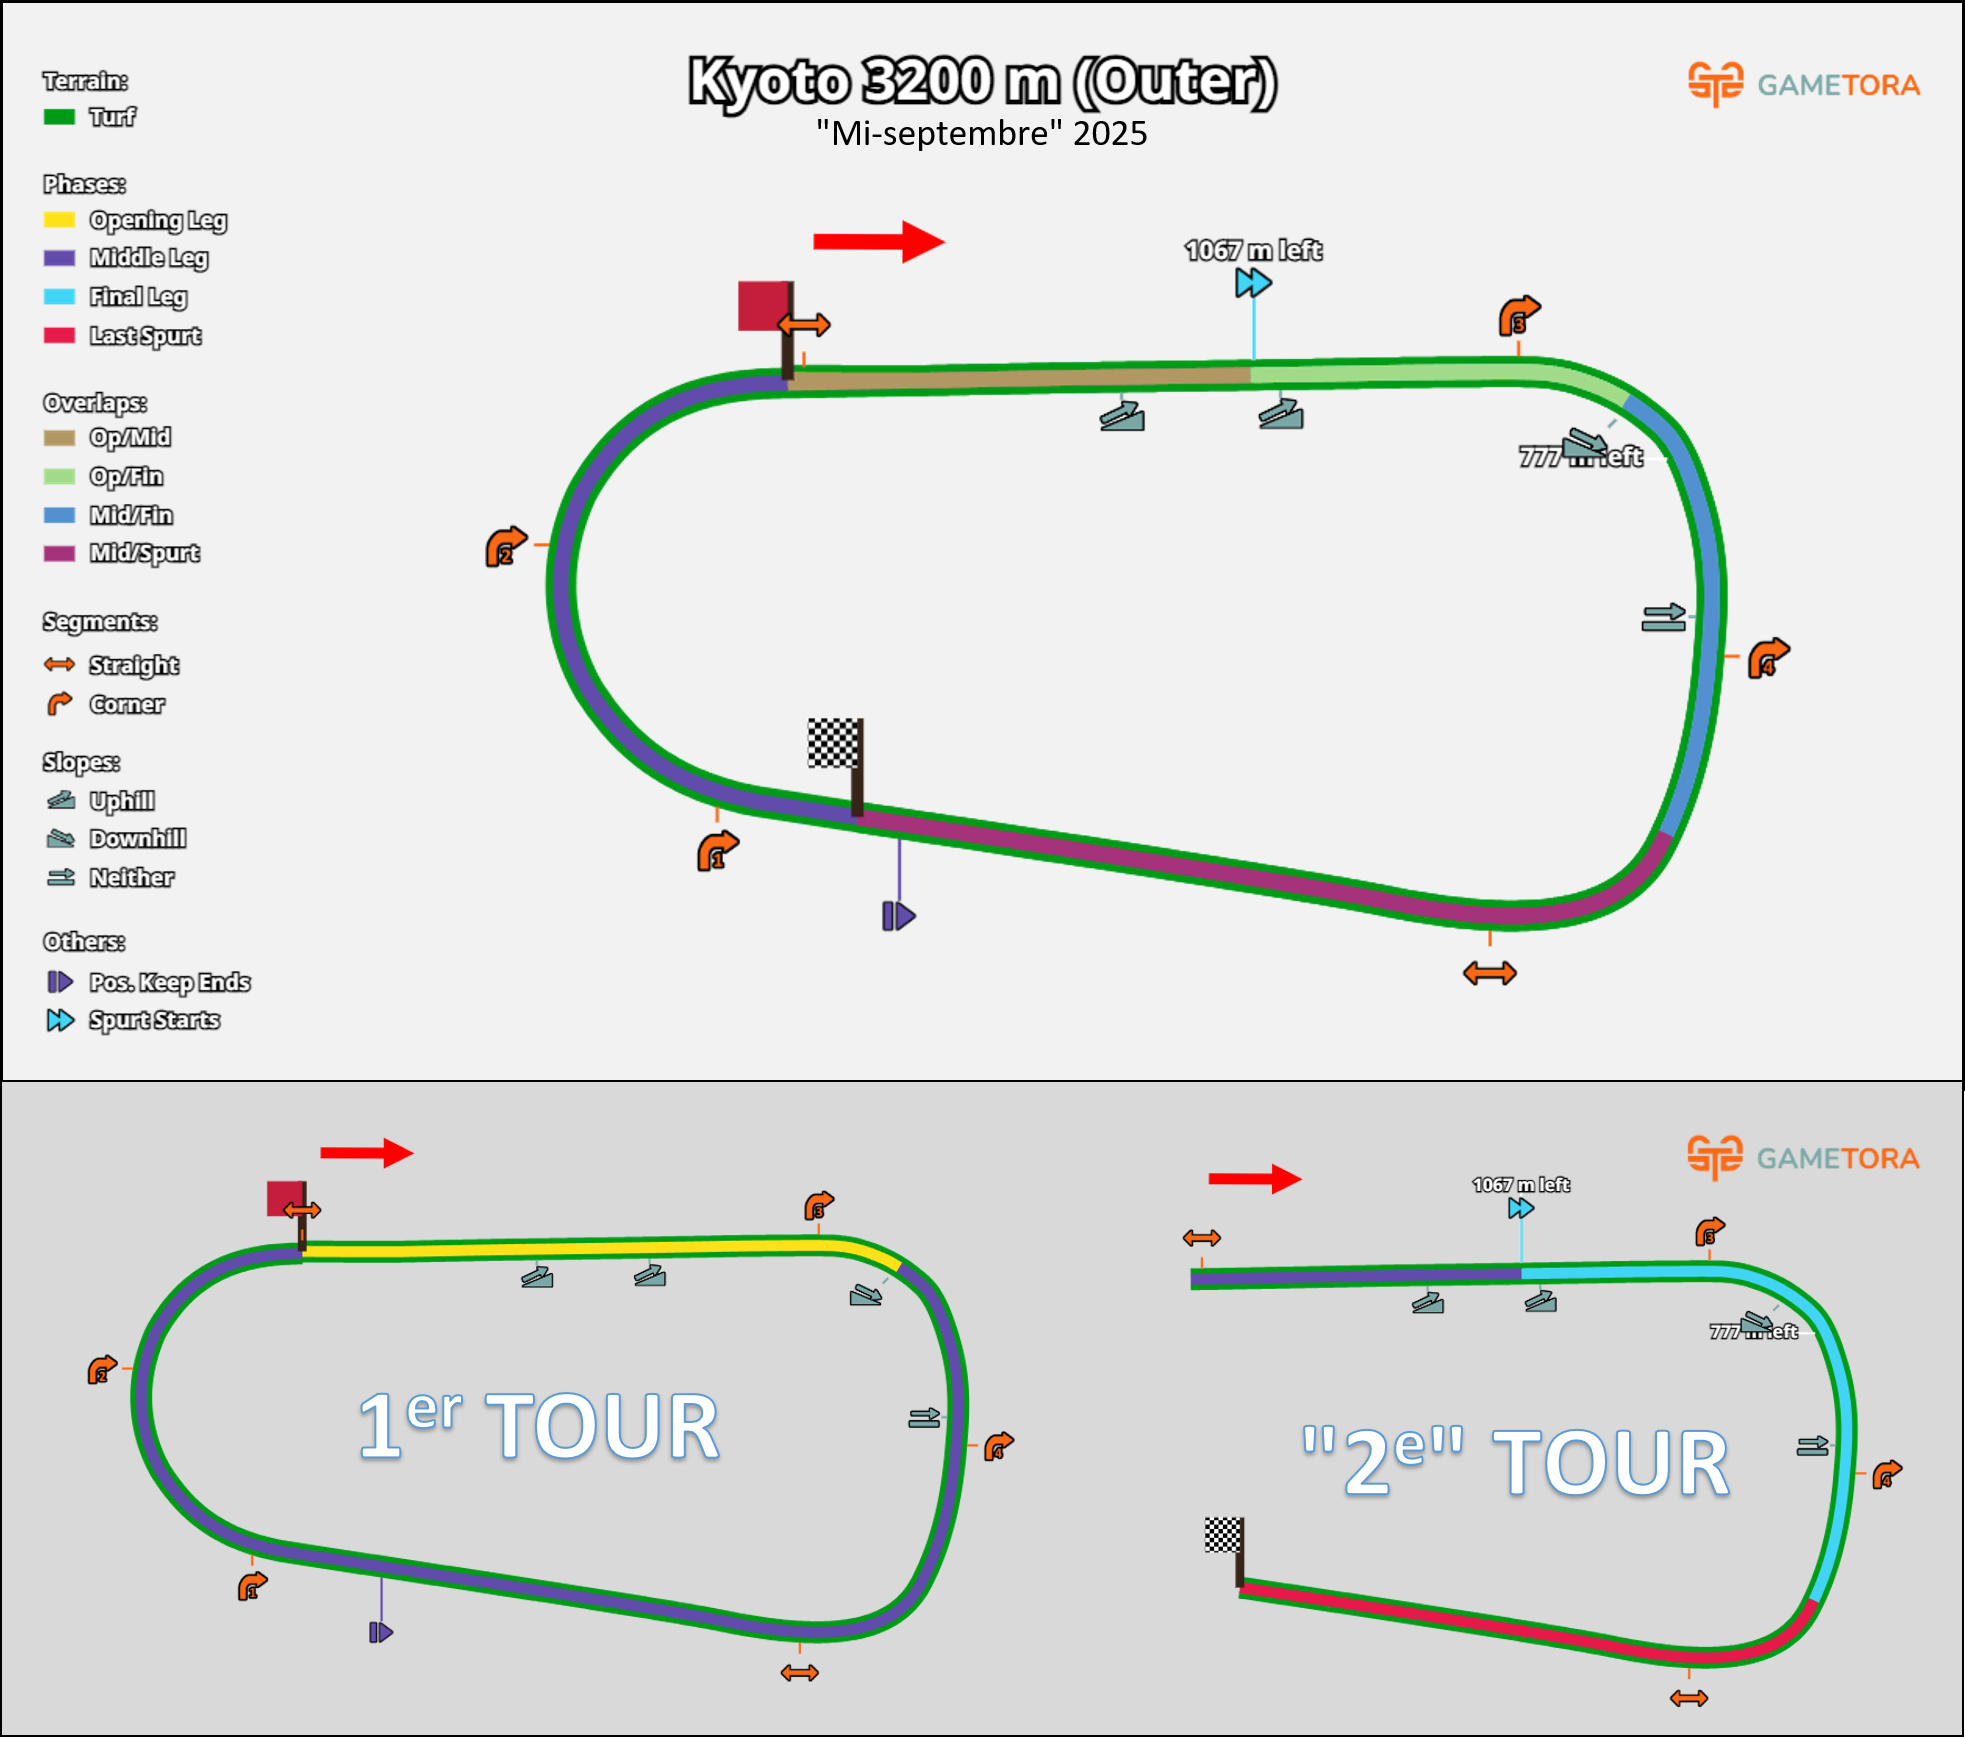 Kyoto 3200 m (Outer)
"Mi-septembre" 2025
GAMETORA
Terrain:
Turf
Phases:
Opening Leg
Middle Leg
Final Leg
Last Spurt
Overlaps:
Op/Mid
Op/Fin
Mid/Fin
Mid/Spurt
Segments:
Straight
Corner
Slopes:
Uphill
Downhill
Neither
Others:
Pos. Keep Ends
Spurt Starts
1067 m left
3
777 m left
2
4
1
GAMETORA
3
2
1er TOUR
4
1
1067 m left
3
777 m left
"2e" TOUR
4